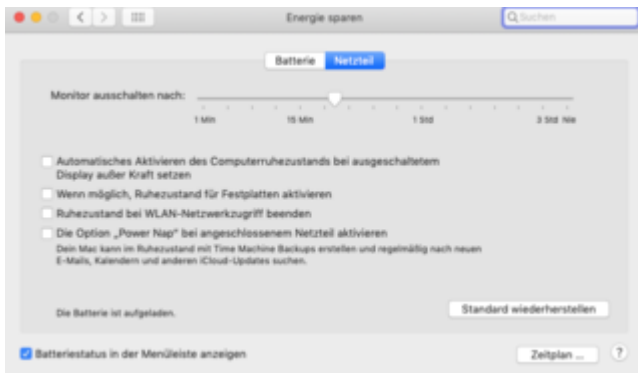 Energie sparen
Suchen
Batterie Netzteil
Monitor ausschalten nach:
1 Min 15 Min 1 Std 3 Std Nie
Automatisches Aktivieren des Computerruhezustands bei ausgeschaltetem
Display außer Kraft setzen
Wenn möglich, Ruhezustand für Festplatten aktivieren
Ruhezustand bei WLAN-Netzwerkzugriff beenden
Die Option „Power Nap“ bei angeschlossenem Netzteil aktivieren
Dein Mac kann im Ruhezustand mit Time Machine Backups erstellen und regelmäßig nach neuen
E-Mails, Kalendern und anderen iCloud-Updates suchen.
Die Batterie ist aufgeladen.
Standard wiederherstellen
Batteriestatus in der Menüleiste anzeigen
Zeitplan ... ?